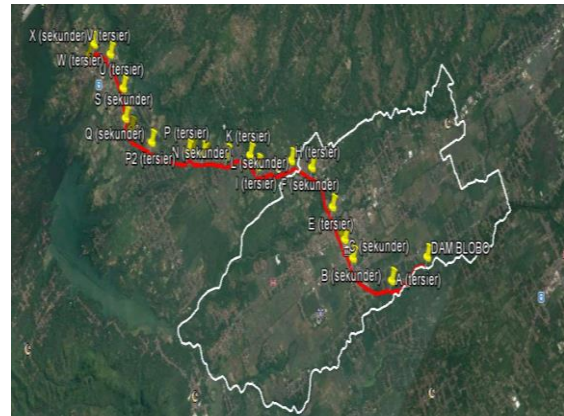 X (sekunder)
V (tersier)
W (tersier)
U (tersier)
S (sekunder)
Q (sekunder)
P (tersier)
P2 (tersier)
N (sekunder)
K (tersier)
L (sekunder)
H (tersier)
I (tersier)
F (sekunder)
E (tersier)
G (sekunder)
DAM BLOBO
B (sekunder)
A (tersier)